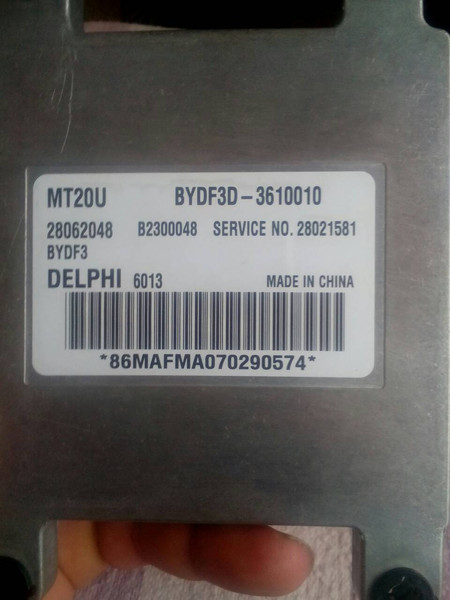 MT20U BYDF3D-3610010
28062048 B2300048 SERVICE NO. 28021581
BYDF3
DELPHI 6013 MADE IN CHINA
*86MAFMA070290574*